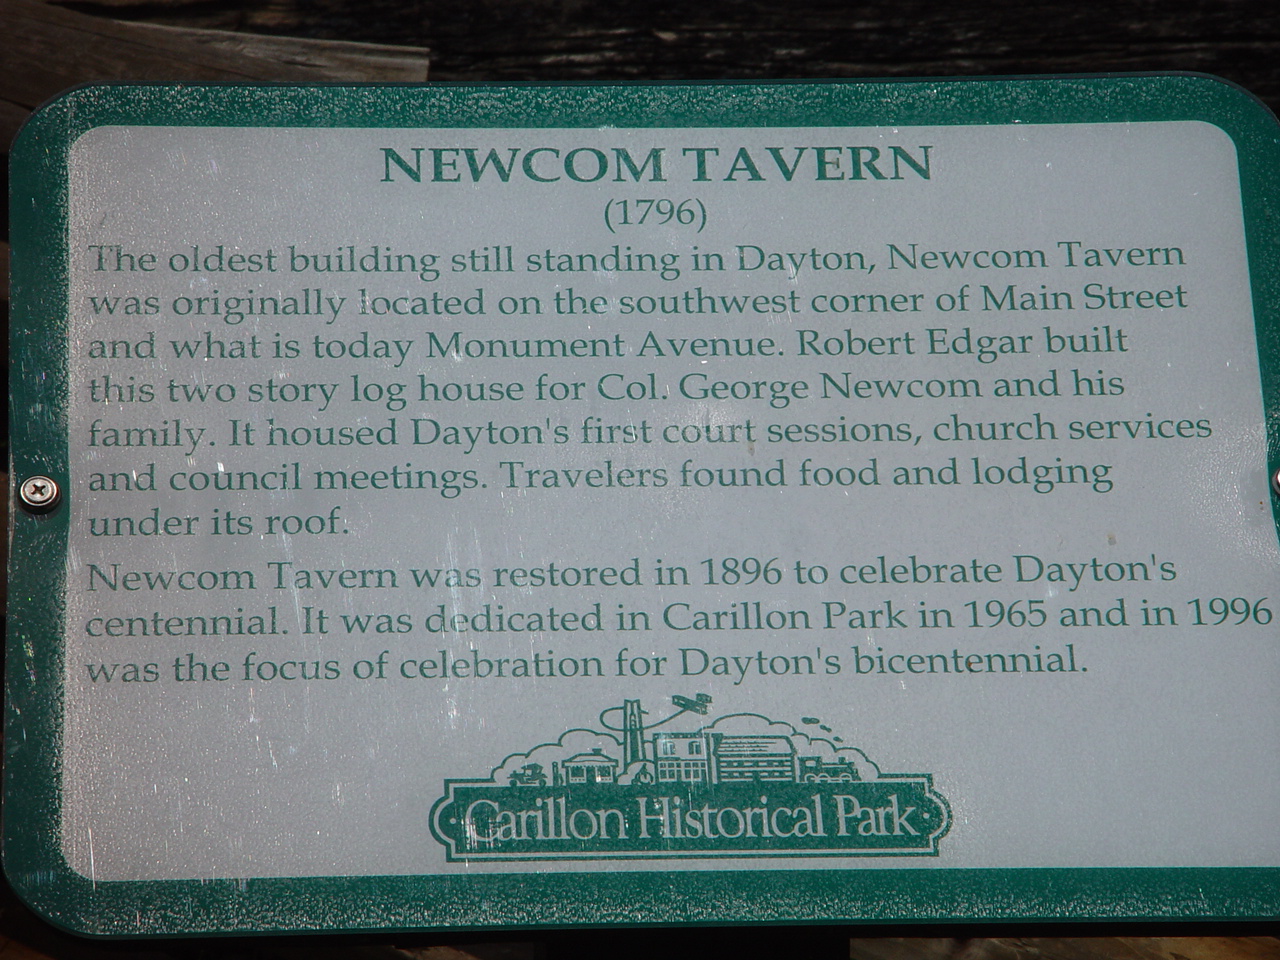 NEWCOM TAVERN
(1796)
The oldest building still standing in Dayton, Newcom Tavern
was originally located on the southwest corner of Main Street
and what is today Monument Avenue. Robert Edgar built
this two story log house for Col. George Newcom and his
family. It housed Dayton's first court sessions, church services
and council meetings. Travelers found food and lodging
under its roof.
Newcom Tavern was restored in 1896 to celebrate Dayton's
centennial. It was dedicated in Carillon Park in 1965 and in 1996
was the focus of celebration for Dayton's bicentennial.
Carillon Historical Park